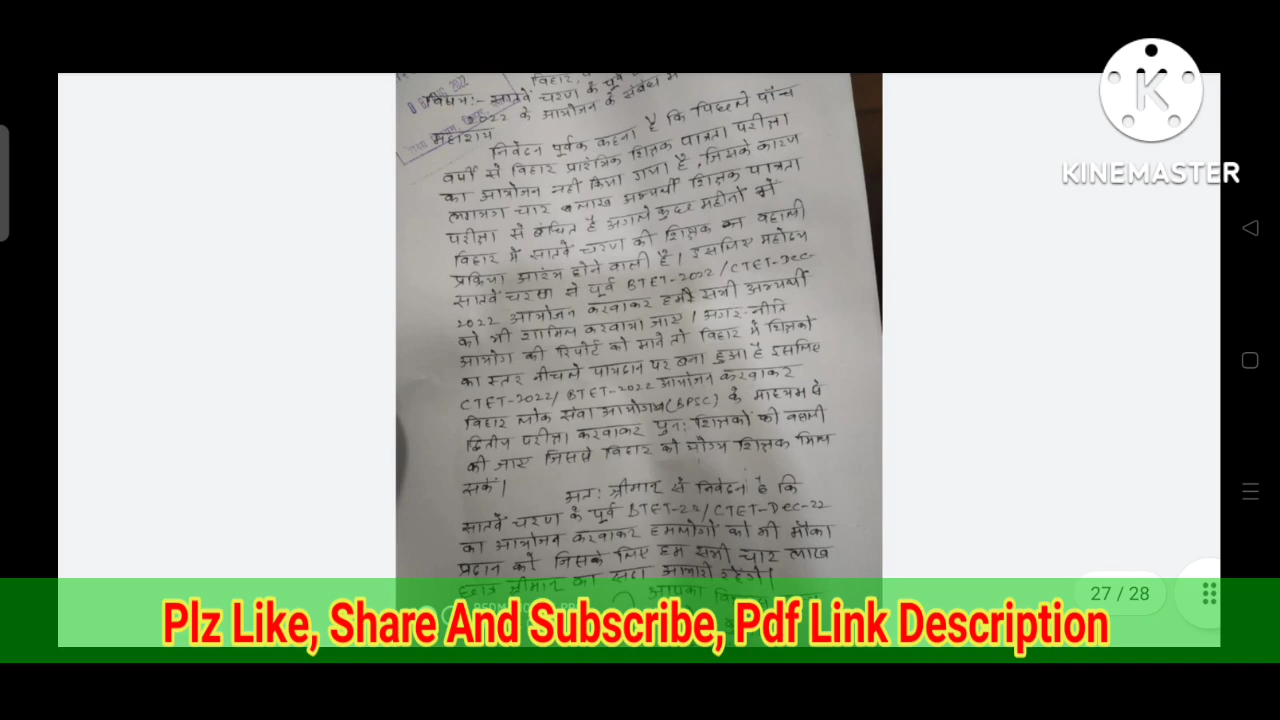 बिहार,
विषय:- सातवें चरण के पूर्व
2022 के आयोजन के संबंध में
महाशय
निवेदन पूर्वक कहना है कि पिछले पाँच
वर्षों से बिहार प्रारंभिक शिक्षक पात्रता परीक्षा
का आयोजन नहीं किया गया है, जिसके कारण
लगभग चार लाख अभ्यर्थी शिक्षक पात्रता
परीक्षा से वंचित है अगले कुछ महीनों में
बिहार में सातवें चरण की शिक्षक बहाली
प्रक्रिया आरंभ होने वाली है। इसलिए महोदय
सातवें चरण से पूर्व BTET-2022/CTET-Dec-
2022 आयोजन करवाकर हमारे सभी अभ्यर्थी
को भी शामिल करवाया जाए। अगर नीति
आयोग की रिपोर्ट को माने तो बिहार में शिक्षकों
का स्तर नीचले पायदान पर बना हुआ है इसलिए
CTET-2022/BTET-2022 आयोजन करवाकर
बिहार लोक सेवा आयोग (BPSC) के माध्यम से
द्वितीय परीक्षा करवाकर पुन: शिक्षकों की बहाली
की जाए जिससे बिहार को योग्य शिक्षक मिल
सकें।
अत: श्रीमान् से निवेदन है कि
सातवें चरण के पूर्व BTET-22/CTET-Dec-22
का आयोजन करवाकर हमलोगों को भी मौका
प्रदान करें जिसके लिए हम सभी चार लाख
छात्र श्रीमान् का सदा आभारी रहेंगे।
आपका
KINEMASTER
27 / 28
Plz Like, Share And Subscribe, Pdf Link Description